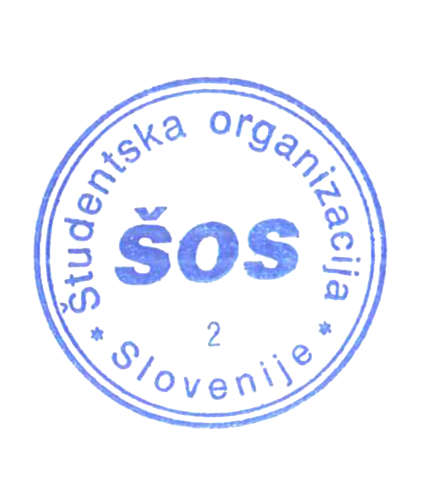 Študentska organizacija
ŠOS
2
* Slovenije *